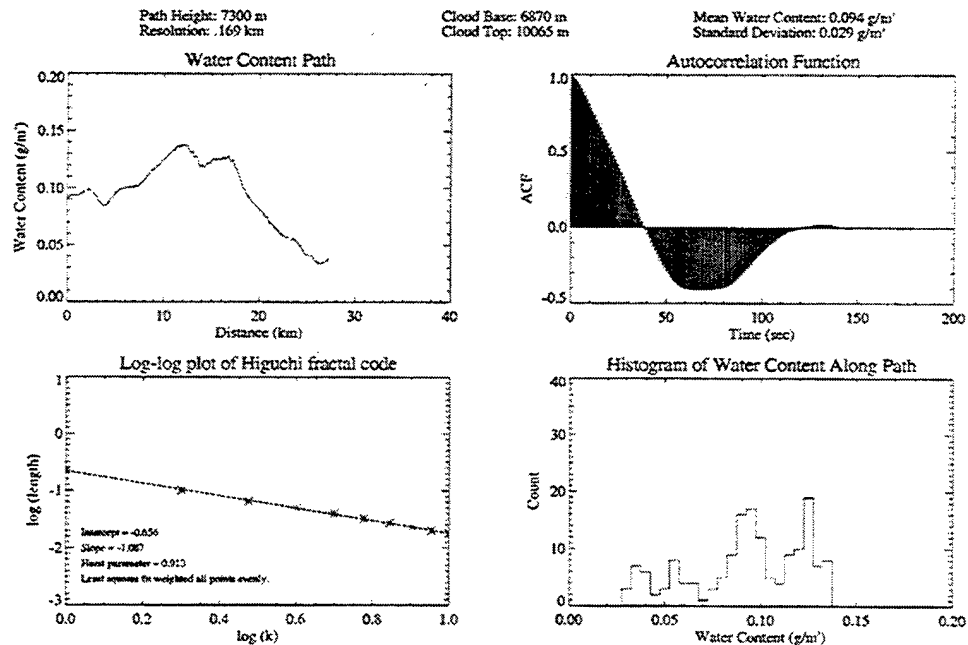 Path Height: 7300 m
Resolution: .169 km
Cloud Base: 6870 m
Cloud Top: 10065 m
Mean Water Content: 0.094 g/m³
Standard Deviation: 0.029 g/m³
Water Content Path
0.20
0.15
0.10
0.05
0.00
Water Content (g/m³)
0 10 20 30 40
Distance (km)
Autocorrelation Function
1.0
0.5
0.0
-0.5
ACF
0 50 100 150 200
Time (sec)
Log-log plot of Higuchi fractal code
1
0
-1
-2
-3
log (length)
Intercept = -0.656
Slope = -1.087
Hurst parameter = 0.913
Least squares fit weighted all points evenly.
0.0 0.2 0.4 0.6 0.8 1.0
log (k)
Histogram of Water Content Along Path
40
30
20
10
0
Count
0.00 0.05 0.10 0.15 0.20
Water Content (g/m³)